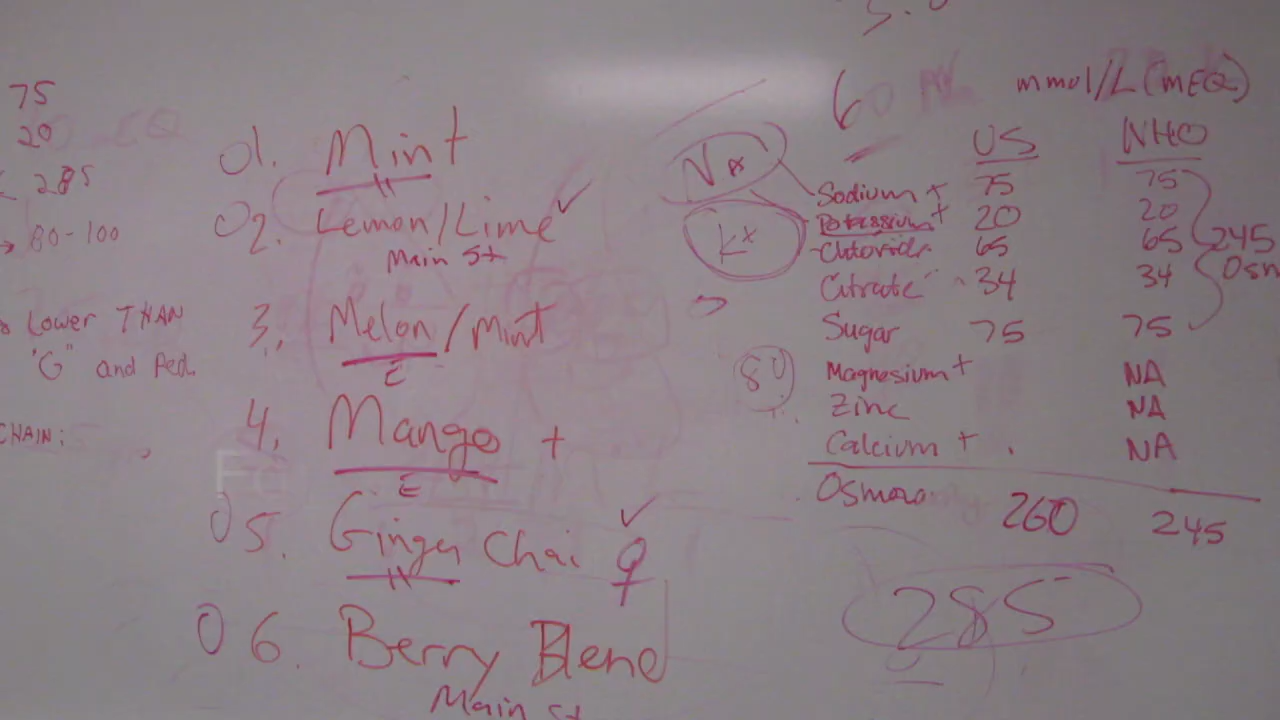 75
20
285
→ 80-100
Lower THAN
"G" and Ped.
CHAIN:
01. Mint
02. Lemon/Lime ✓
Main St
3. Melon/Mint
E
4. Mango +
E
05. Ginger Chai ✓
06. Berry Blend
Main St
60
mmol/L (mEQ)
US WHO
Na
K+
Sodium + 75 75
Potassium + 20 20
Chloride 65 65
Citrate 34 34
Sugar 75 75
245
Osm
80
Magnesium + NA
Zinc NA
Calcium + NA
260 245
285